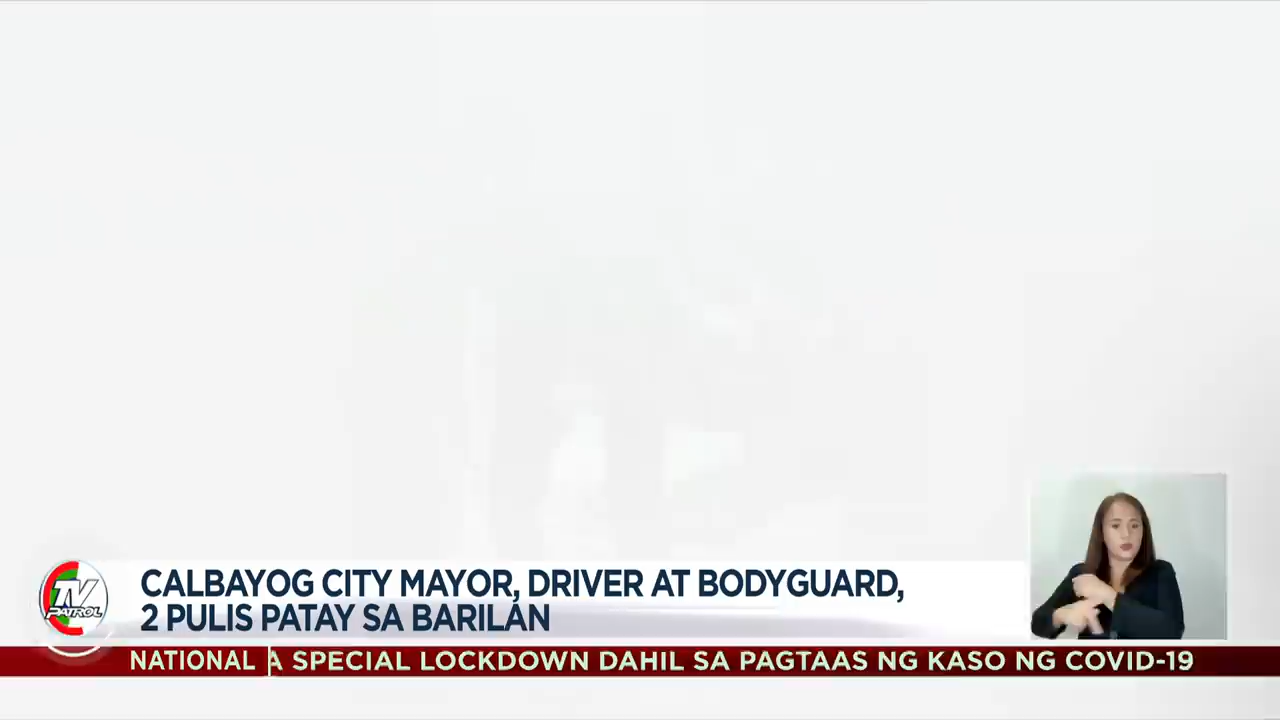 CALBAYOG CITY MAYOR, DRIVER AT BODYGUARD,
2 PULIS PATAY SA BARILAN
TV
PATROL
NATIONAL A SPECIAL LOCKDOWN DAHIL SA PAGTAAS NG KASO NG COVID-19